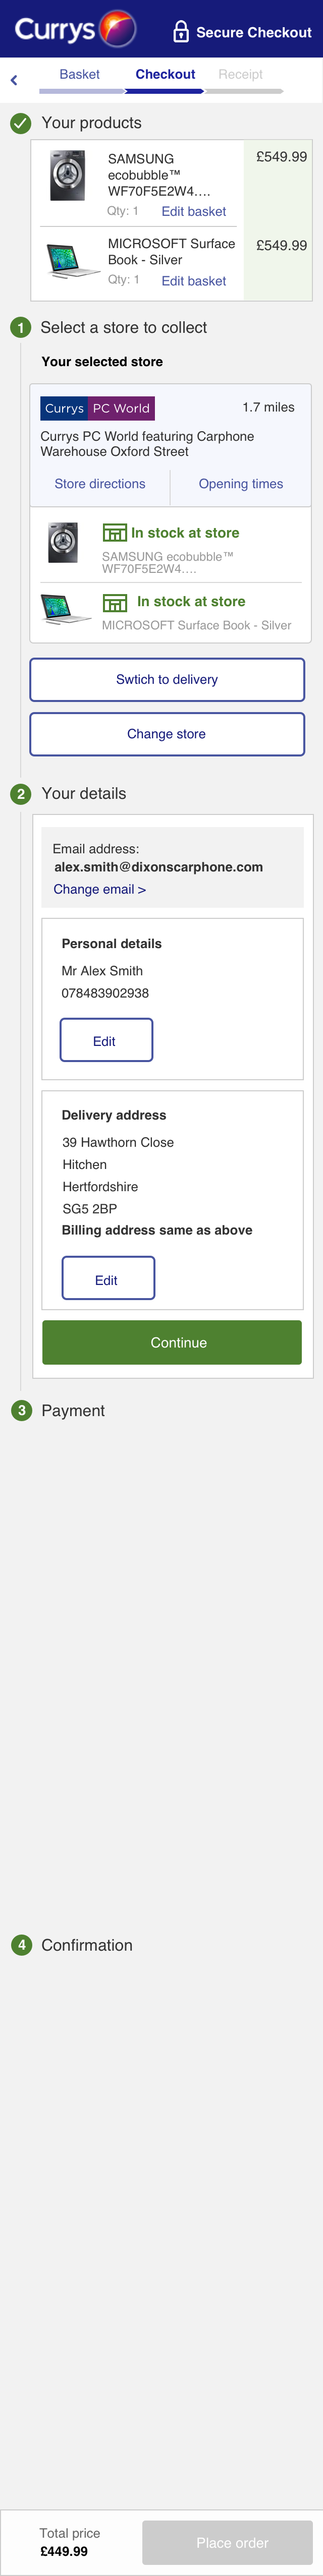 Currys
Secure Checkout
Basket
Checkout
Receipt
Your products
SAMSUNG
ecobubble™
WF70F5E2W4....
£549.99
Qty: 1
Edit basket
MICROSOFT Surface
Book - Silver
£549.99
Qty: 1
Edit basket
1
Select a store to collect
Your selected store
Currys PC World
1.7 miles
Currys PC World featuring Carphone
Warehouse Oxford Street
Store directions
Opening times
In stock at store
SAMSUNG ecobubble™
WF70F5E2W4....
In stock at store
MICROSOFT Surface Book - Silver
Swtich to delivery
Change store
2
Your details
Email address:
alex.smith@dixonscarphone.com
Change email >
Personal details
Mr Alex Smith
078483902938
Edit
Delivery address
39 Hawthorn Close
Hitchen
Hertfordshire
SG5 2BP
Billing address same as above
Edit
Continue
3
Payment
4
Confirmation
Total price
£449.99
Place order